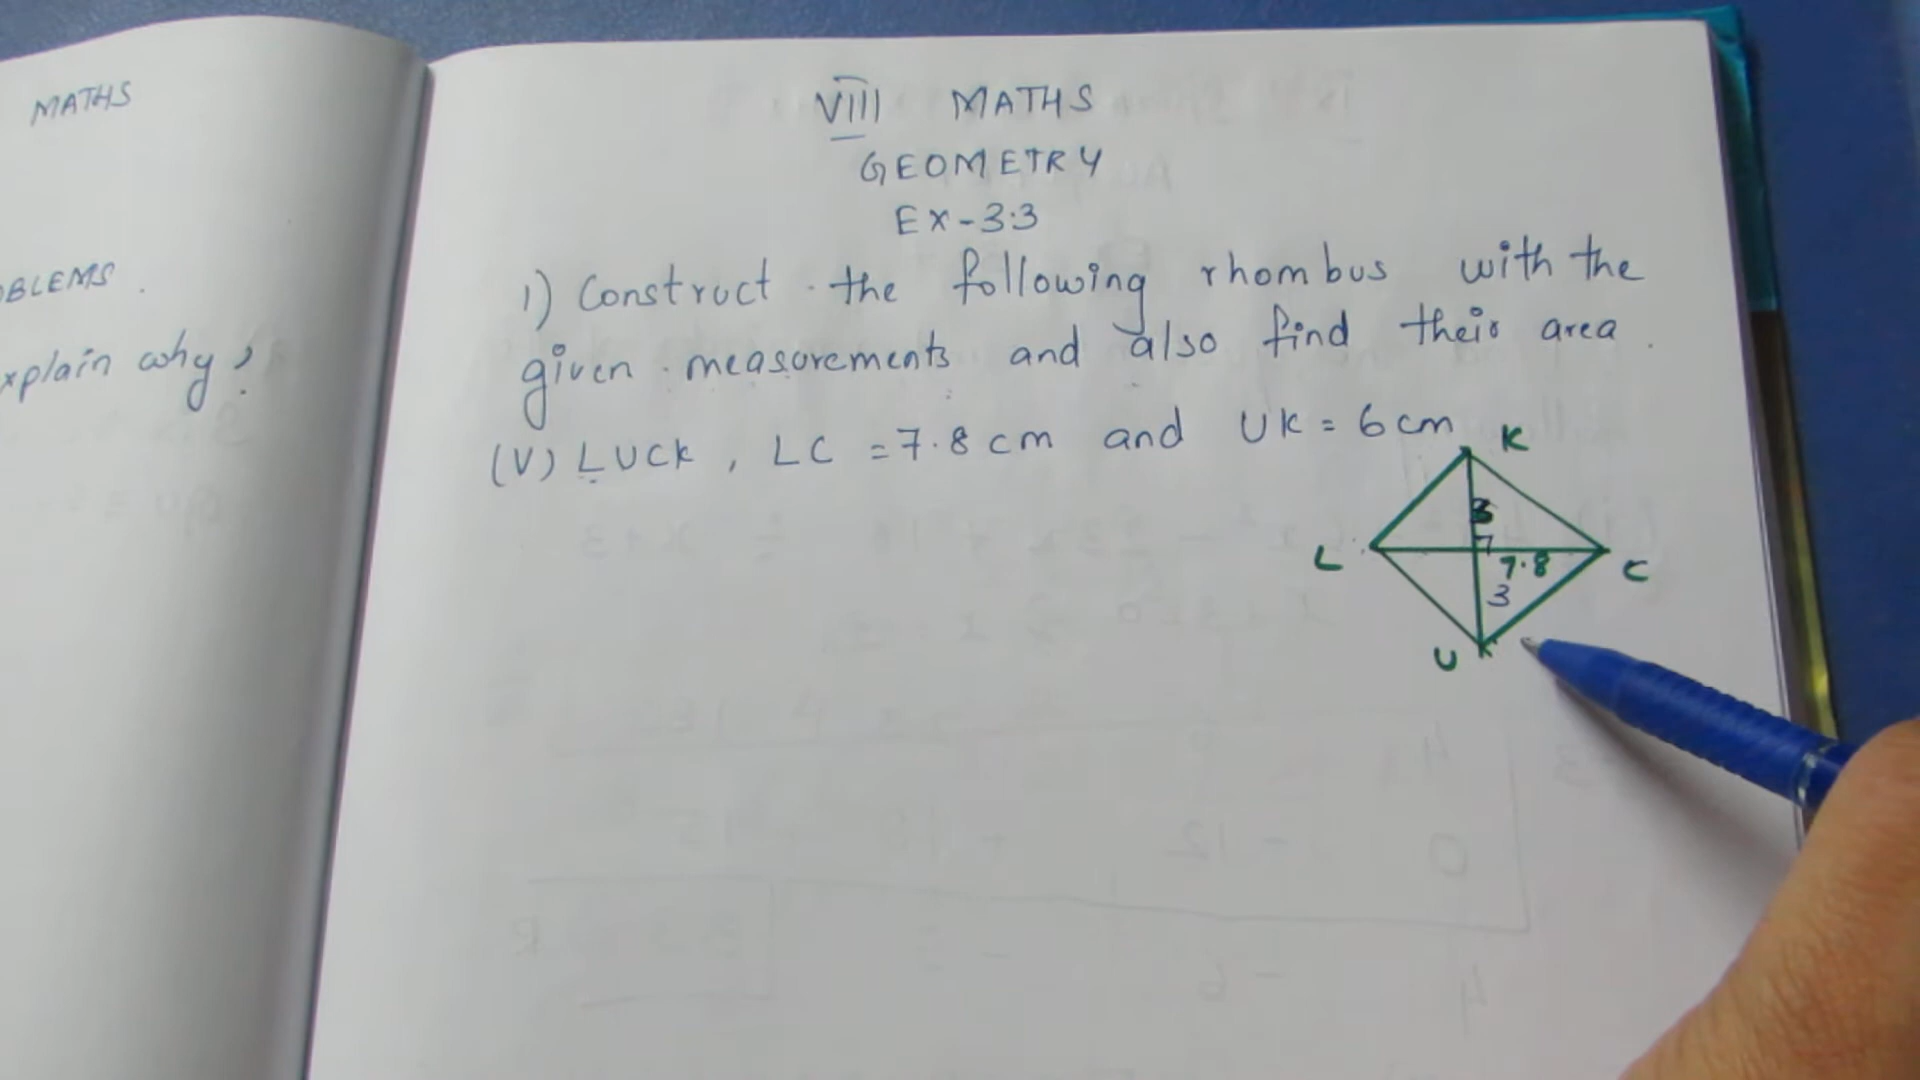 MATHS
OBLEMS.
xplain why?
VIII MATHS
GEOMETRY
EX-3.3
1) Construct the following rhombus with the
given measurements and also find their area.
(V) LUCK, LC = 7.8 cm and UK = 6 cm
K
3
L
7.8
C
3
U